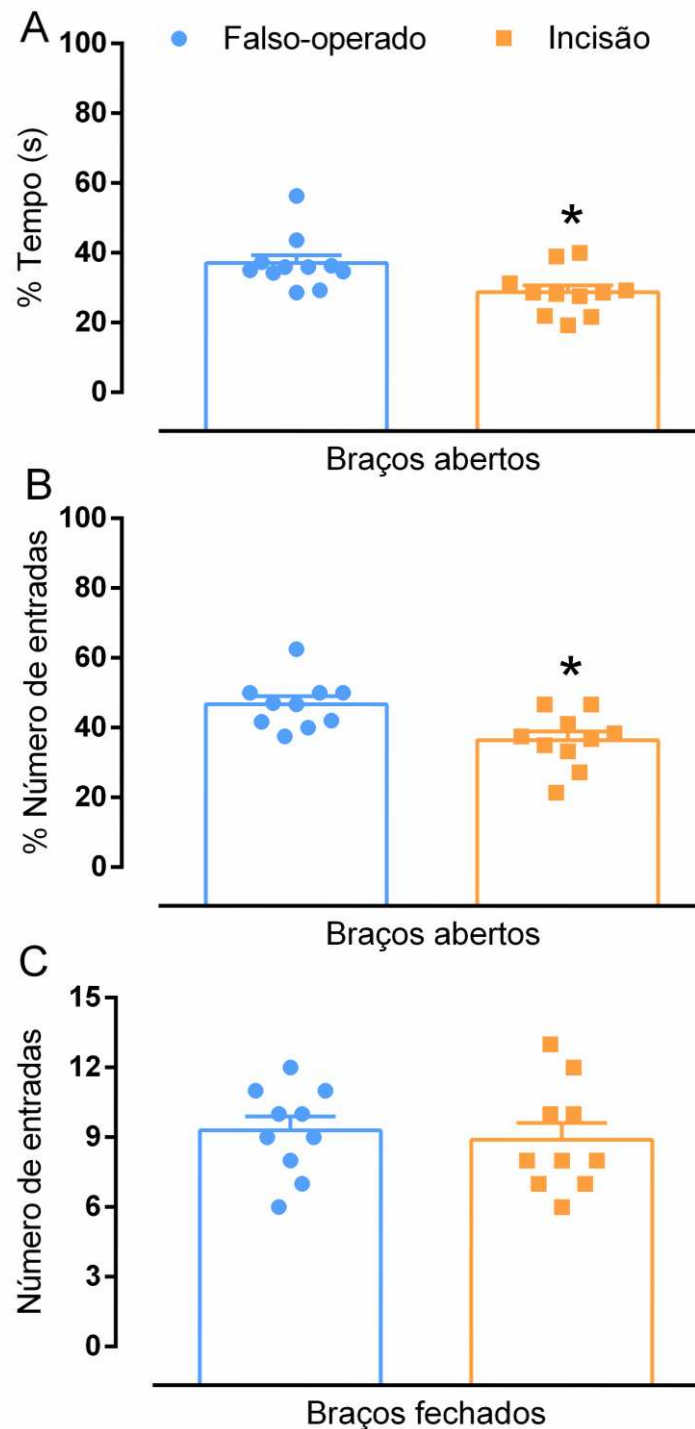 A
Falso-operado
Incisão
% Tempo (s)
100
80
60
40
20
0
*
Braços abertos
B
% Número de entradas
100
80
60
40
20
0
*
Braços abertos
C
Número de entradas
15
12
9
6
3
0
Braços fechados